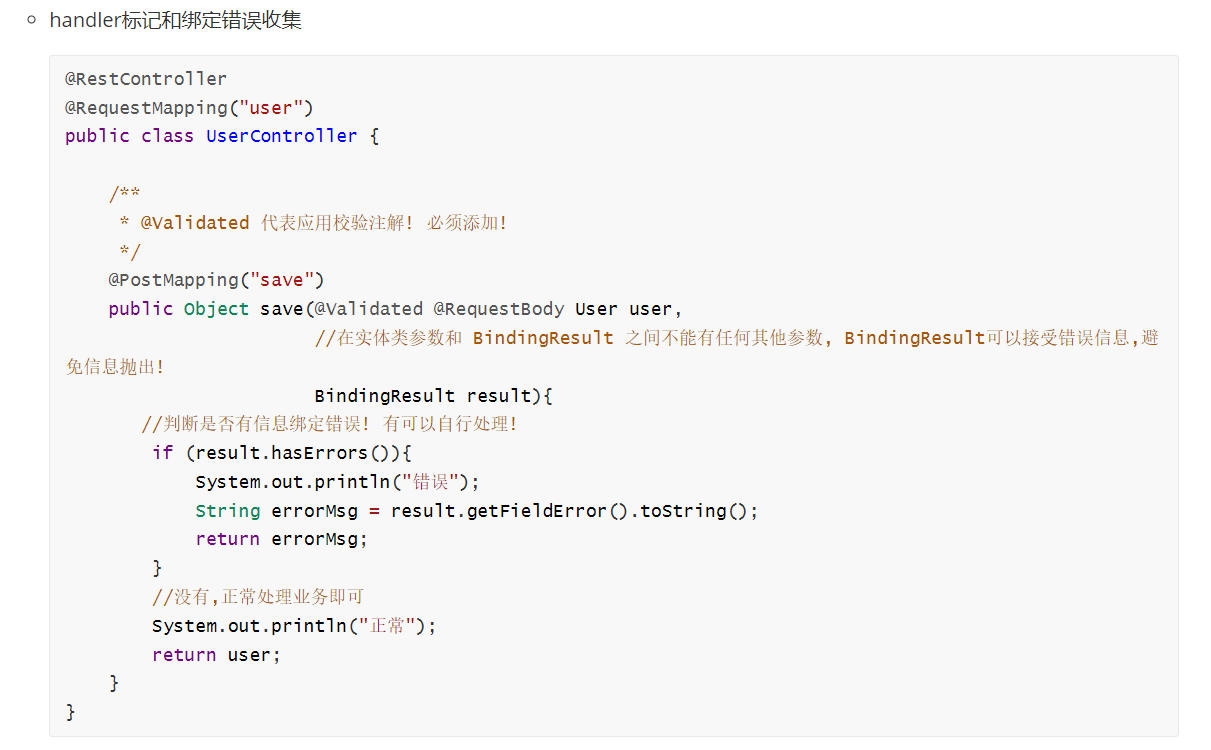 handler标记和绑定错误收集
@RestController
@RequestMapping("user")
public class UserController {
/**
* @Validated 代表应用校验注解! 必须添加!
*/
@PostMapping("save")
public Object save(@Validated @RequestBody User user,
//在实体类参数和 BindingResult 之间不能有任何其他参数, BindingResult可以接受错误信息,避
免信息抛出!
BindingResult result){
//判断是否有信息绑定错误! 有可以自行处理!
if (result.hasErrors()){
System.out.println("错误");
String errorMsg = result.getFieldError().toString();
return errorMsg;
}
//没有,正常处理业务即可
System.out.println("正常");
return user;
}
}